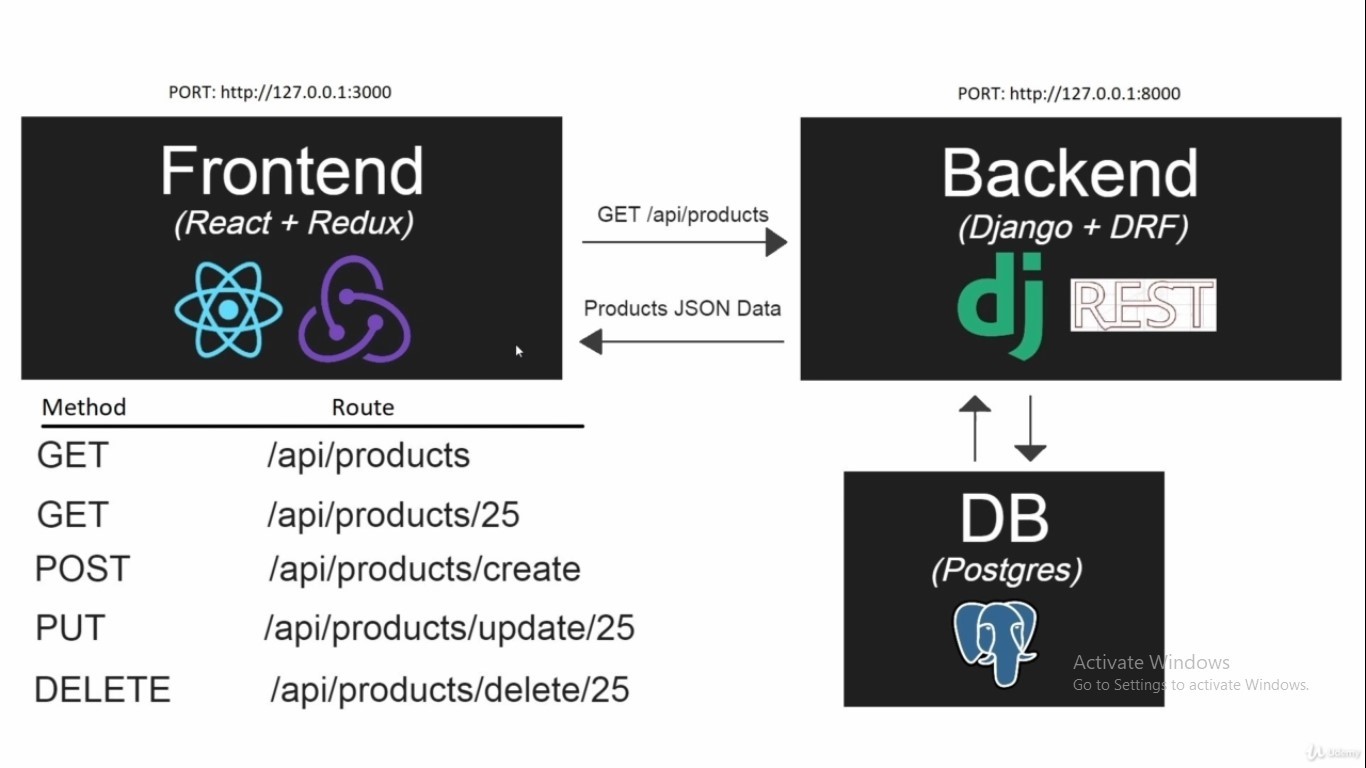 PORT: http://127.0.0.1:3000
PORT: http://127.0.0.1:8000
Frontend
(React + Redux)
GET /api/products
Products JSON Data
Backend
(Django + DRF)
dj
REST
Method Route
GET /api/products
GET /api/products/25
POST /api/products/create
PUT /api/products/update/25
DELETE /api/products/delete/25
DB
(Postgres)
Activate Windows
Go to Settings to activate Windows.
Udemy